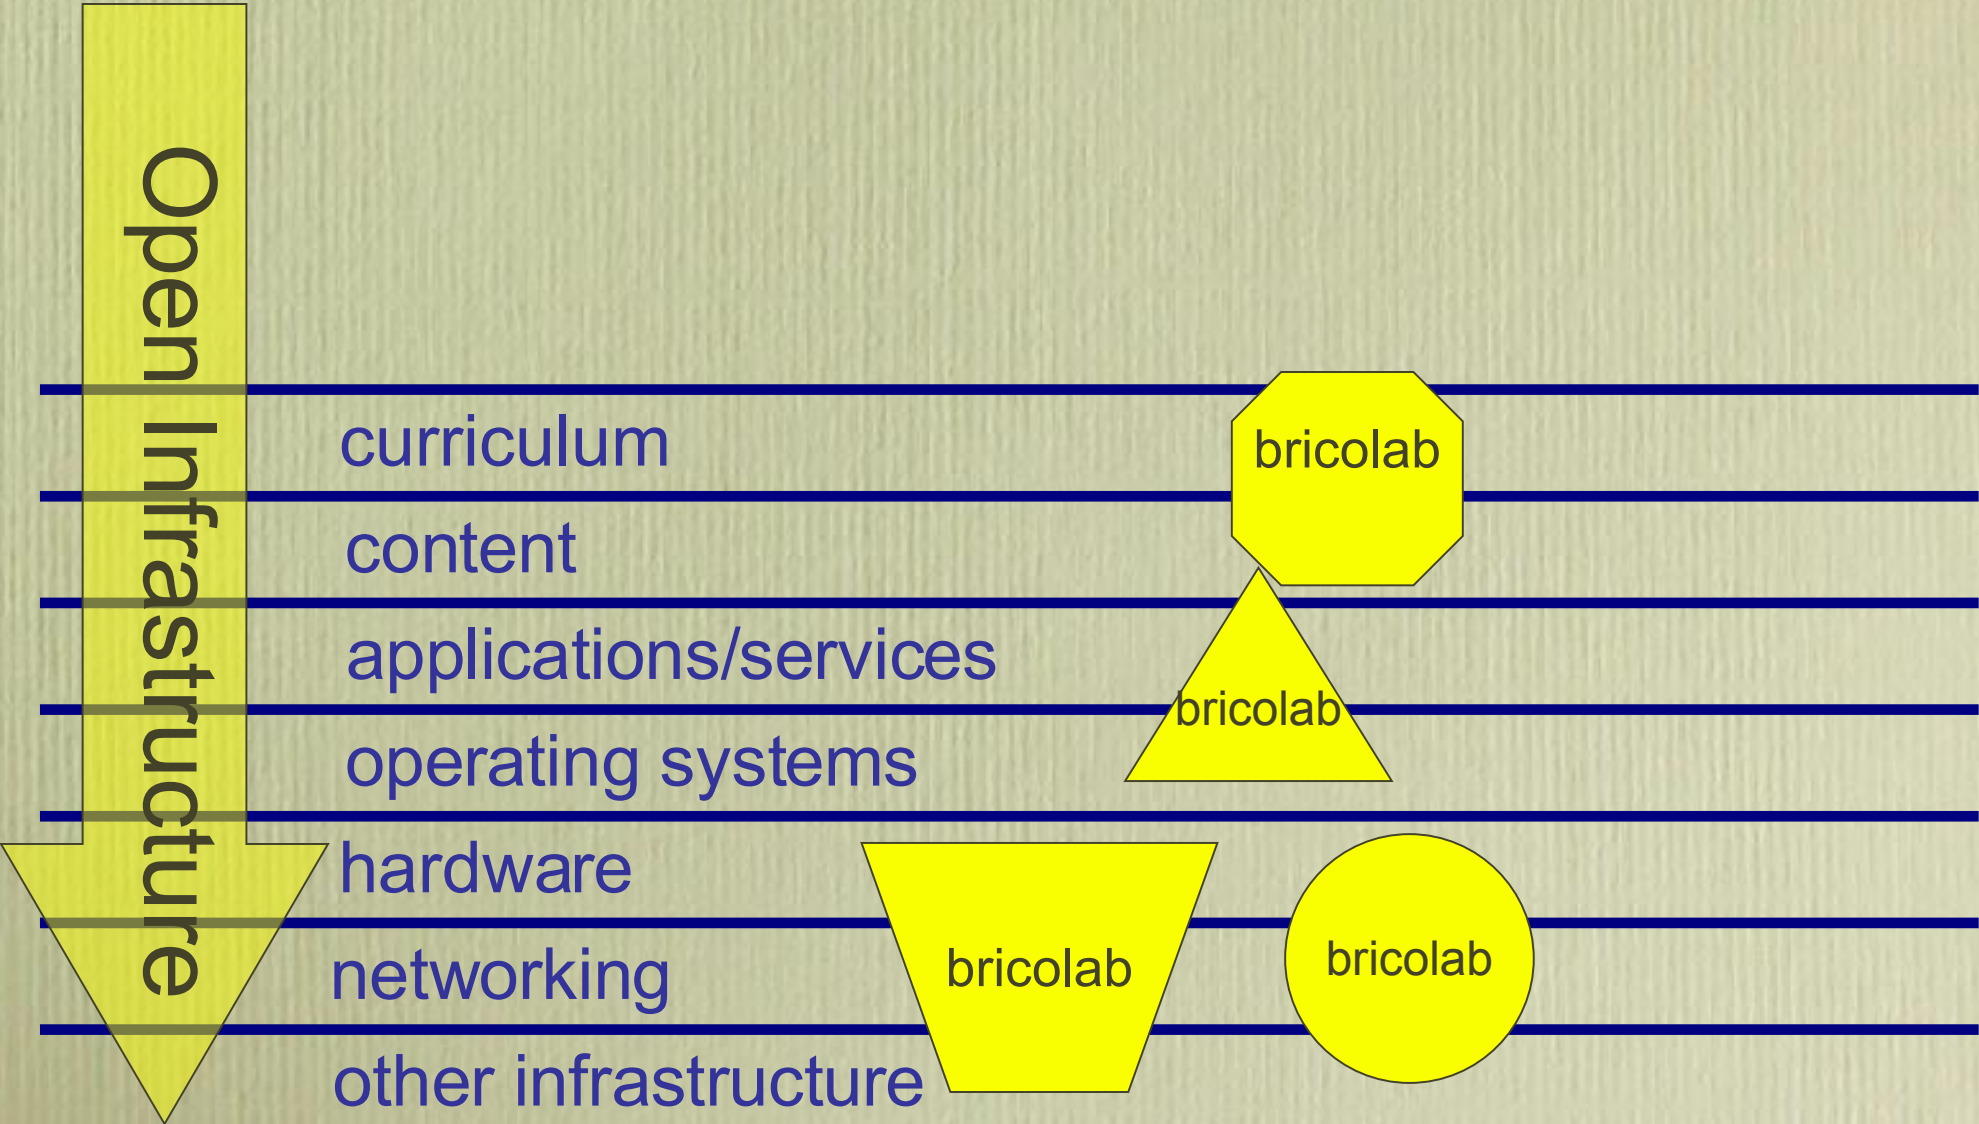 Open Infrastructure
curriculum
bricolab
content
applications/services
bricolab
operating systems
hardware
networking
bricolab
bricolab
other infrastructure